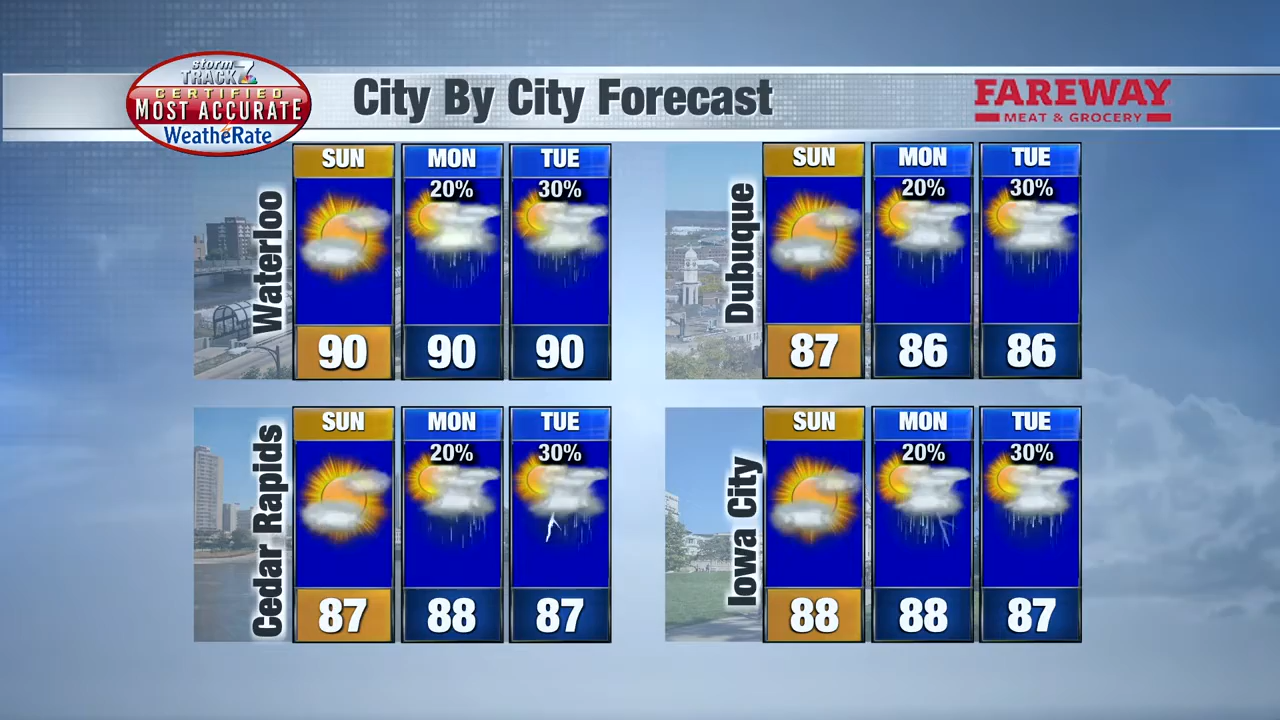 storm
TRACK 7
CERTIFIED
MOST ACCURATE
WeatheRate
City By City Forecast
FAREWAY
MEAT & GROCERY
Waterloo
SUN MON TUE
20% 30%
90 90 90
Dubuque
SUN MON TUE
20% 30%
87 86 86
Cedar Rapids
SUN MON TUE
20% 30%
87 88 87
Iowa City
SUN MON TUE
20% 30%
88 88 87